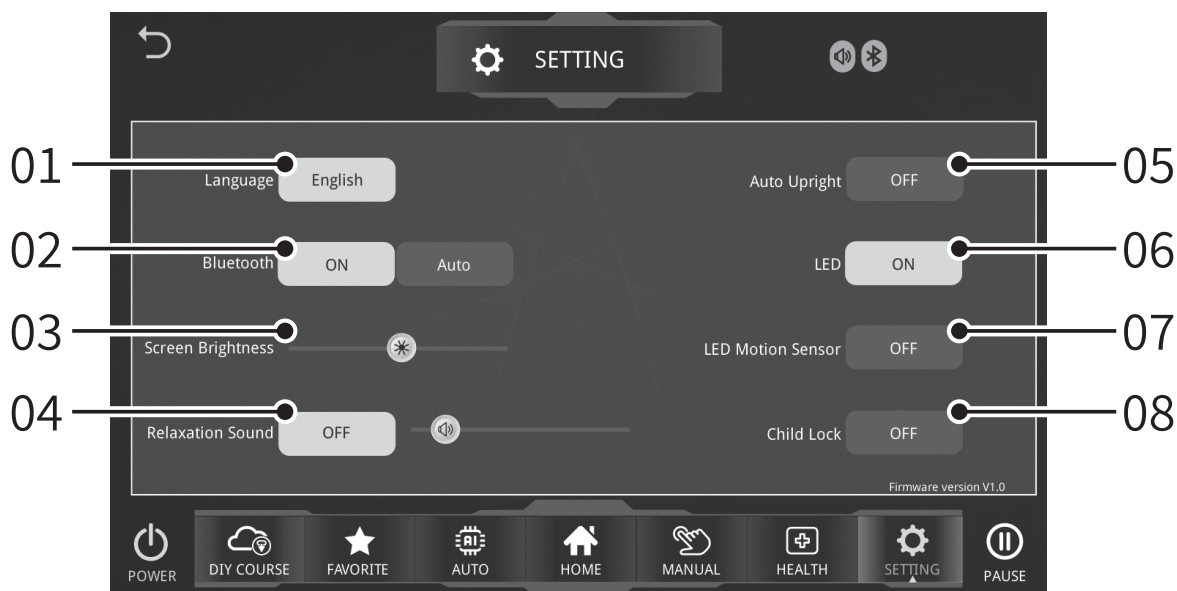 SETTING
01
Language
English
02
Bluetooth
ON
Auto
03
Screen Brightness
04
Relaxation Sound
OFF
05
Auto Upright
OFF
06
LED
ON
07
LED Motion Sensor
OFF
08
Child Lock
OFF
Firmware version V1.0
POWER
DIY COURSE
FAVORITE
AI
AUTO
HOME
MANUAL
HEALTH
SETTING
PAUSE